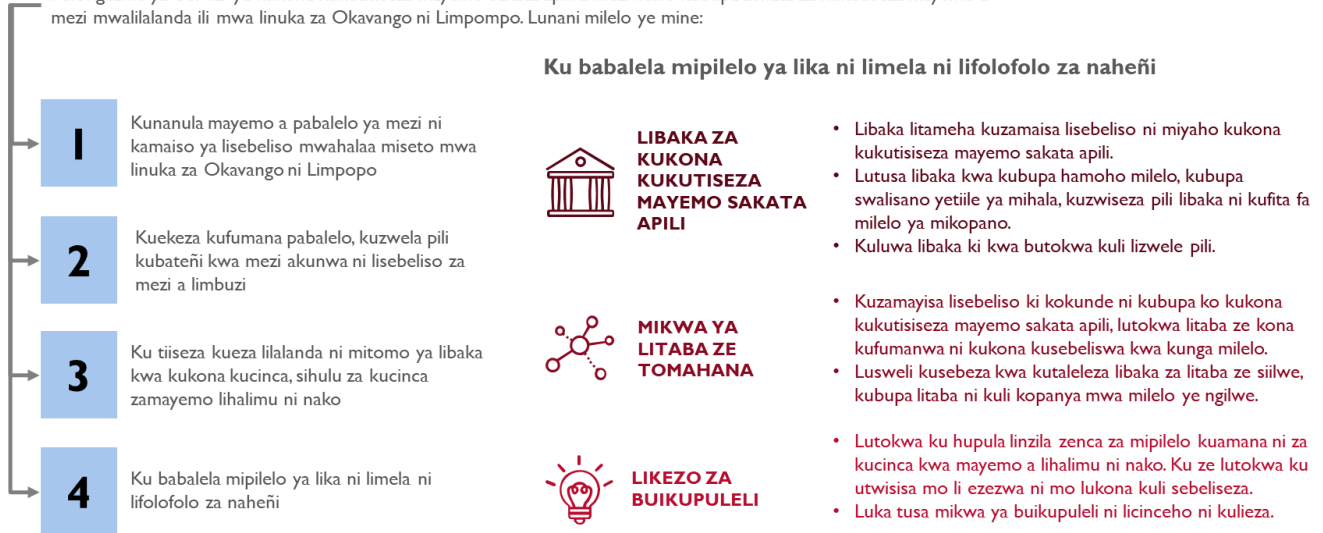 mezi mwalilalanda ili mwa linuka za Okavango ni Limpompo. Lunani milelo ye mine:
1
Kunanula mayemo a pabalelo ya mezi ni
kamaiso ya lisebeliso mwahalaa miseto mwa
linuka za Okavango ni Limpopo
2
Kuekeza kufumana pabalelo, kuzwela pili
kubateñi kwa mezi akunwa ni lisebeliso za
mezi a limbuzi
3
Ku tiiseza kueza lilalanda ni mitomo ya libaka
kwa kukona kucinca, sihulu za kucinca
zamayemo lihalimu ni nako
4
Ku babalela mipilelo ya lika ni limela ni
lifolofolo za naheñi
Ku babalela mipilelo ya lika ni limela ni lifolofolo za naheñi
LIBAKA ZA
KUKONA
KUKUTISEZA
MAYEMO SAKATA
APILI
• Libaka litameha kuzamaisa lisebeliso ni miyaho kukona
kukutisiseza mayemo sakata apili.
• Lutusa libaka kwa kubupa hamoho milelo, kubupa
swalisano yetiile ya mihala, kuzwiseza pili libaka ni kufita fa
milelo ya mikopano.
• Kuluwa libaka ki kwa butokwa kuli lizwele pili.
MIKWA YA
LITABA ZE
TOMAHANA
• Kuzamayisa lisebeliso ki kokunde ni kubupa ko kukona
kukutisiseza mayemo sakata apili, lutokwa litaba ze kona
kufumanwa ni kukona kusebeliswa kwa kunga milelo.
• Lusweli kusebeza kwa kutaleleza libaka za litaba ze siilwe,
kubupa litaba ni kuli kopanya mwa milelo ye ngilwe.
LIKEZO ZA
BUIKUPULELI
• Lutokwa ku hupula linzila zenca za mipilelo kuamana ni za
kucinca kwa mayemo a lihalimu ni nako. Ku ze lutokwa ku
utwisisa mo li ezezwa ni mo lukona kuli sebeliseza.
• Luka tusa mikwa ya buikupuleli ni licinceho ni kulieza.